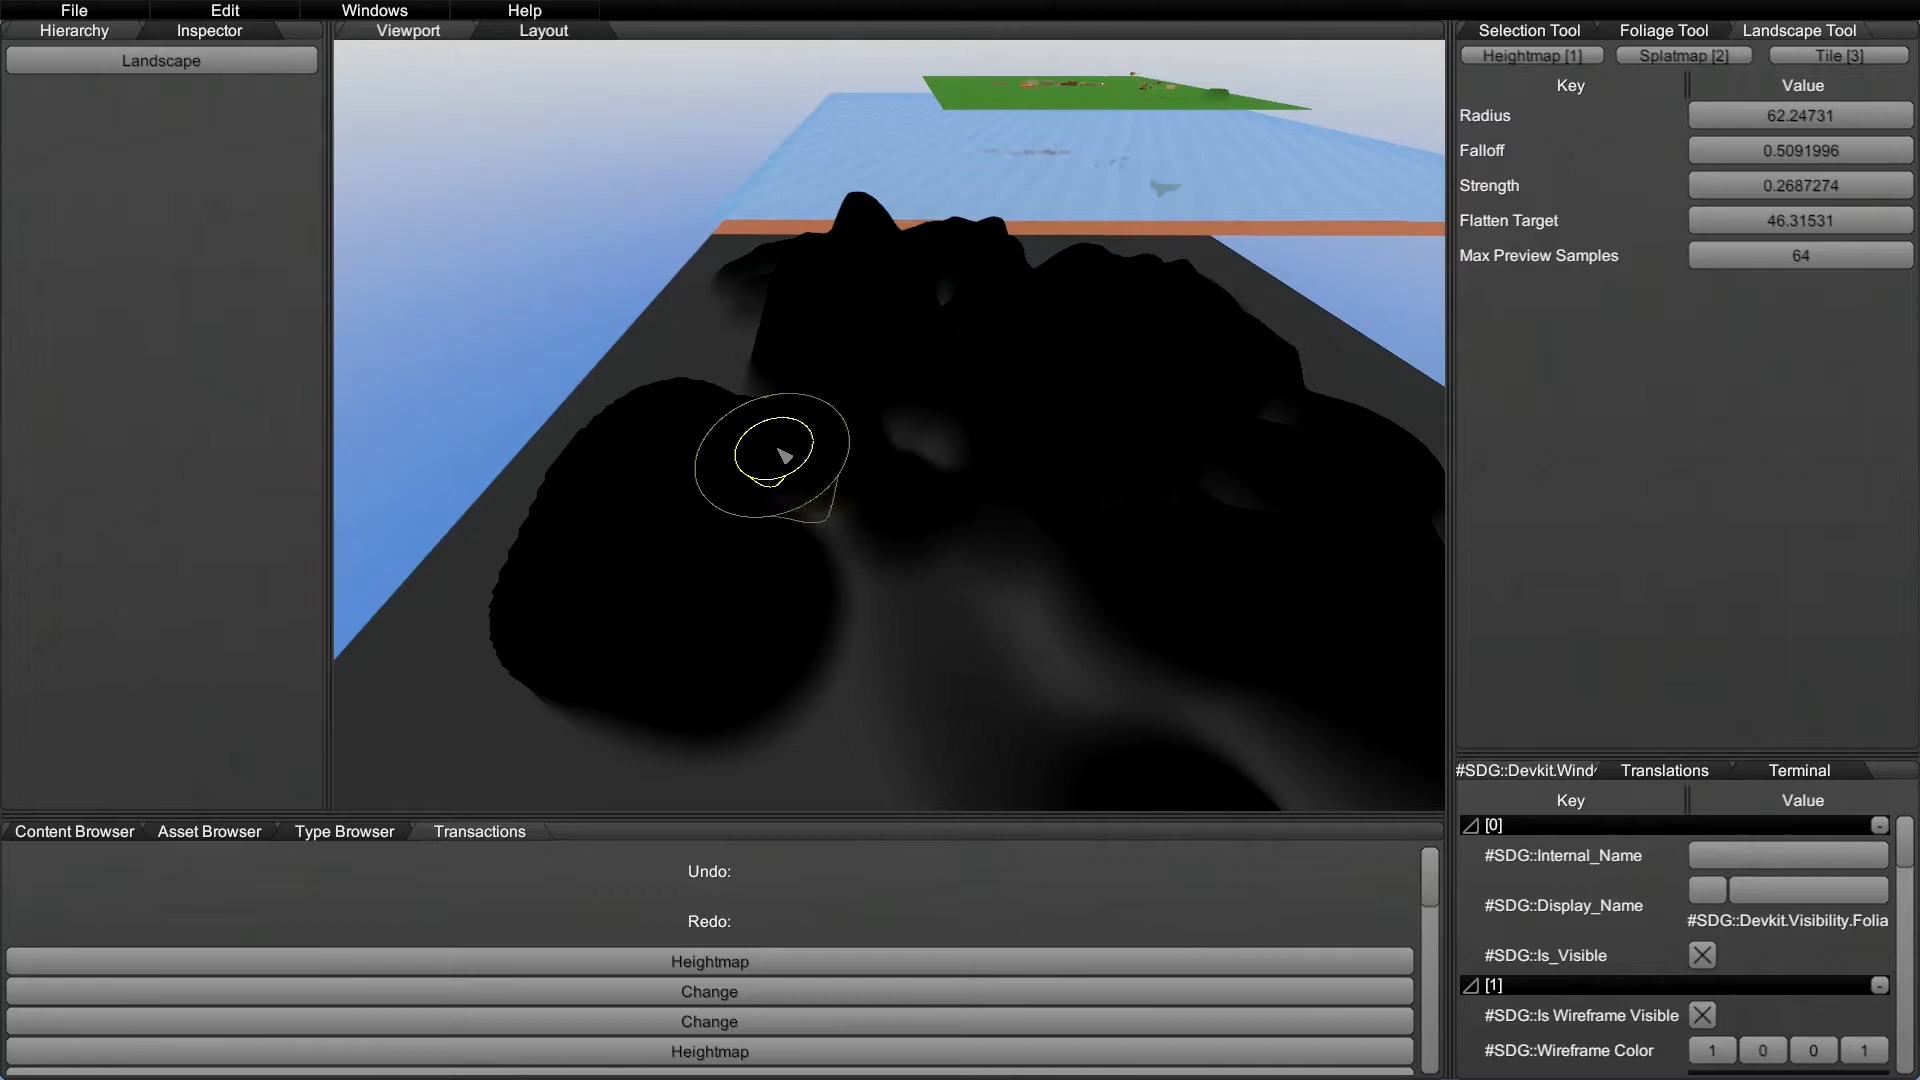 File Edit Windows Help
Hierarchy Inspector
Landscape
Viewport Layout
Selection Tool Foliage Tool Landscape Tool
Heightmap [1] Splatmap [2] Tile [3]
Key Value
Radius 62.24731
Falloff 0.5091996
Strength 0.2687274
Flatten Target 46.31531
Max Preview Samples 64
Content Browser Asset Browser Type Browser Transactions
Undo:
Redo:
Heightmap
Change
Change
Heightmap
#SDG::Devkit.Wind Translations Terminal
Key Value
[0] -
#SDG::Internal_Name
#SDG::Display_Name
#SDG::Devkit.Visibility.Folia
#SDG::Is_Visible
[1] -
#SDG::Is Wireframe Visible
#SDG::Wireframe Color 1 0 0 1